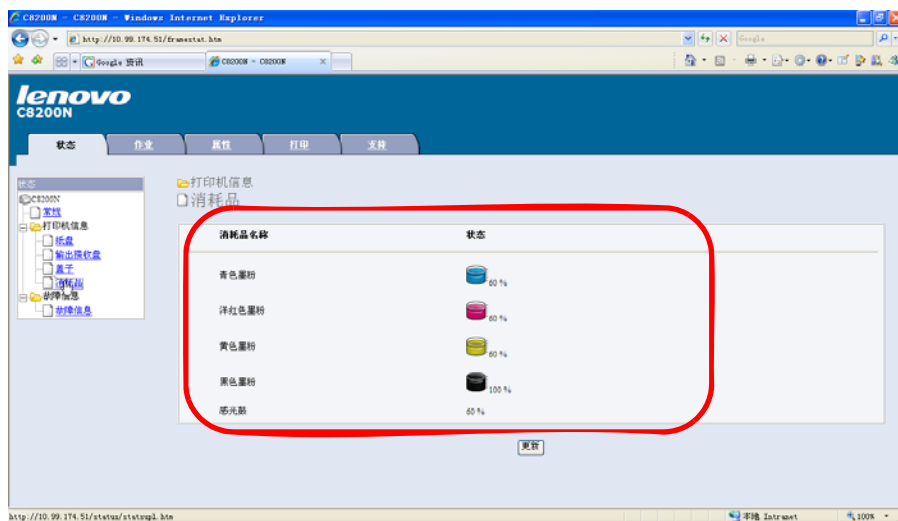 C8200N - C8200N - Windows Internet Explorer
http://10.99.174.51/framestat.htm
Google
Google 资讯
C8200N - C8200N
lenovo
C8200N
状态 作业 属性 打印 支持
状态
C8200N
常规
打印机信息
纸盘
输出接收盘
盖子
消耗品
故障信息
故障信息
打印机信息
消耗品
消耗品名称 状态
青色墨粉 60 %
洋红色墨粉 60 %
黄色墨粉 60 %
黑色墨粉 100 %
感光鼓 60 %
更新
http://10.99.174.51/status/statsupl.htm
本地 Intranet
100%